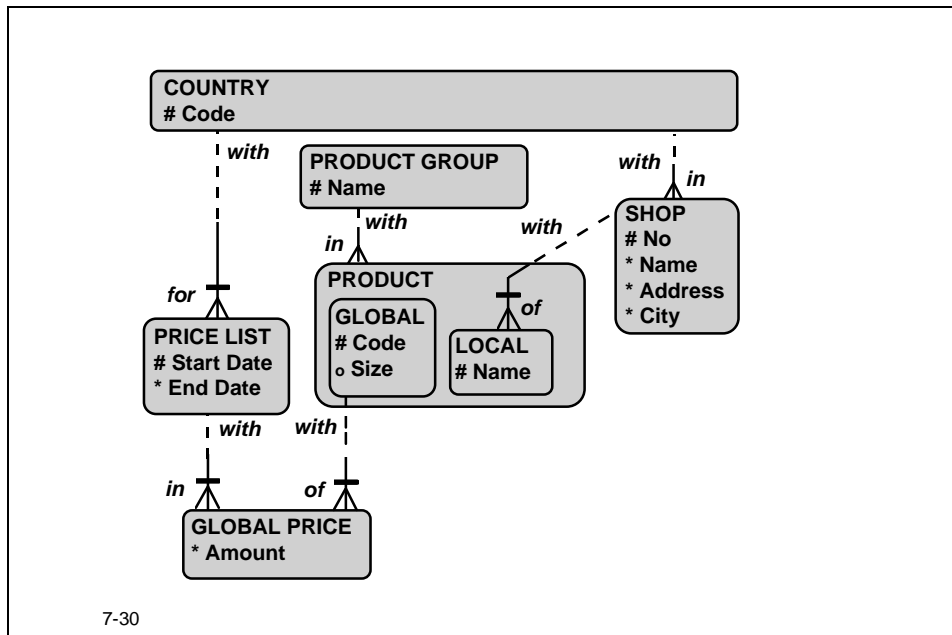 COUNTRY
# Code
with
with
in
PRODUCT GROUP
# Name
with
in
with
SHOP
# No
* Name
* Address
* City
for
PRICE LIST
# Start Date
* End Date
PRODUCT
GLOBAL
# Code
o Size
of
LOCAL
# Name
with
with
in
of
GLOBAL PRICE
* Amount
7-30